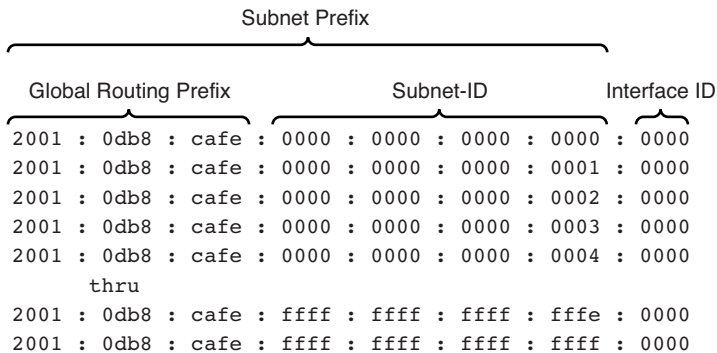 Subnet Prefix
Global Routing Prefix Subnet-ID Interface ID
2001 : 0db8 : cafe : 0000 : 0000 : 0000 : 0000 : 0000
2001 : 0db8 : cafe : 0000 : 0000 : 0000 : 0001 : 0000
2001 : 0db8 : cafe : 0000 : 0000 : 0000 : 0002 : 0000
2001 : 0db8 : cafe : 0000 : 0000 : 0000 : 0003 : 0000
2001 : 0db8 : cafe : 0000 : 0000 : 0000 : 0004 : 0000
thru
2001 : 0db8 : cafe : ffff : ffff : ffff : fffe : 0000
2001 : 0db8 : cafe : ffff : ffff : ffff : ffff : 0000